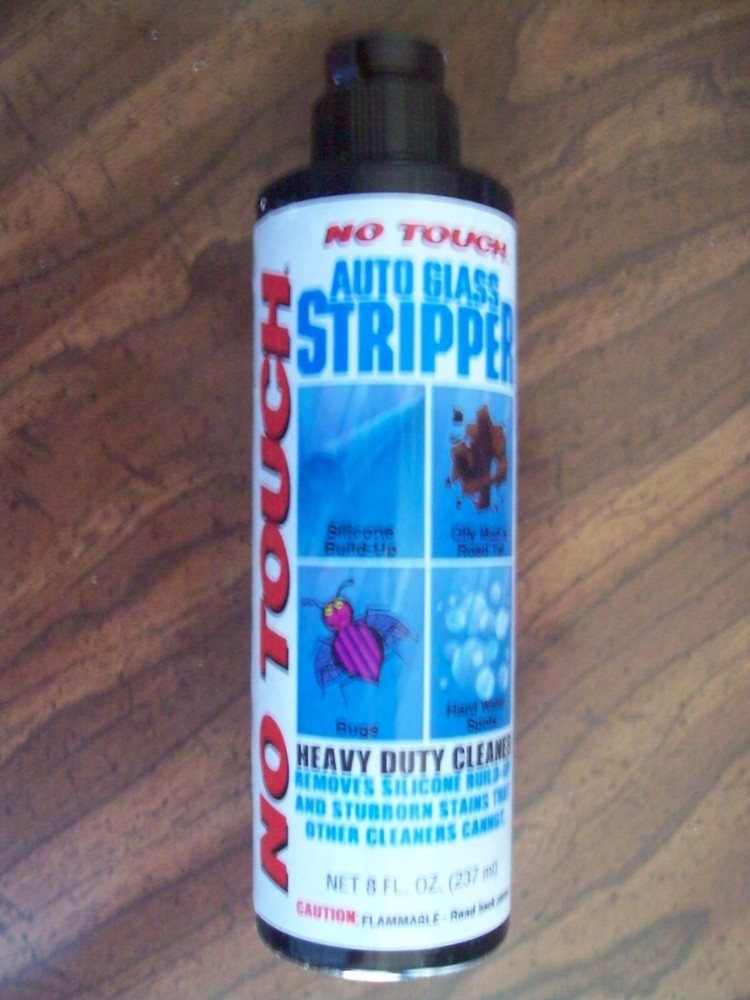 NO TOUCH
NO TOUCH
AUTO GLASS
STRIPPER
Silicone
Build-Up
Oily Mud &
Road Tar
Bugs
Hard Water
Spots
HEAVY DUTY CLEANER
REMOVES SILICONE BUILD-UP
AND STUBBORN STAINS THAT
OTHER CLEANERS CANNOT
NET 8 FL. OZ. (237 ml)
CAUTION: FLAMMABLE - Read back